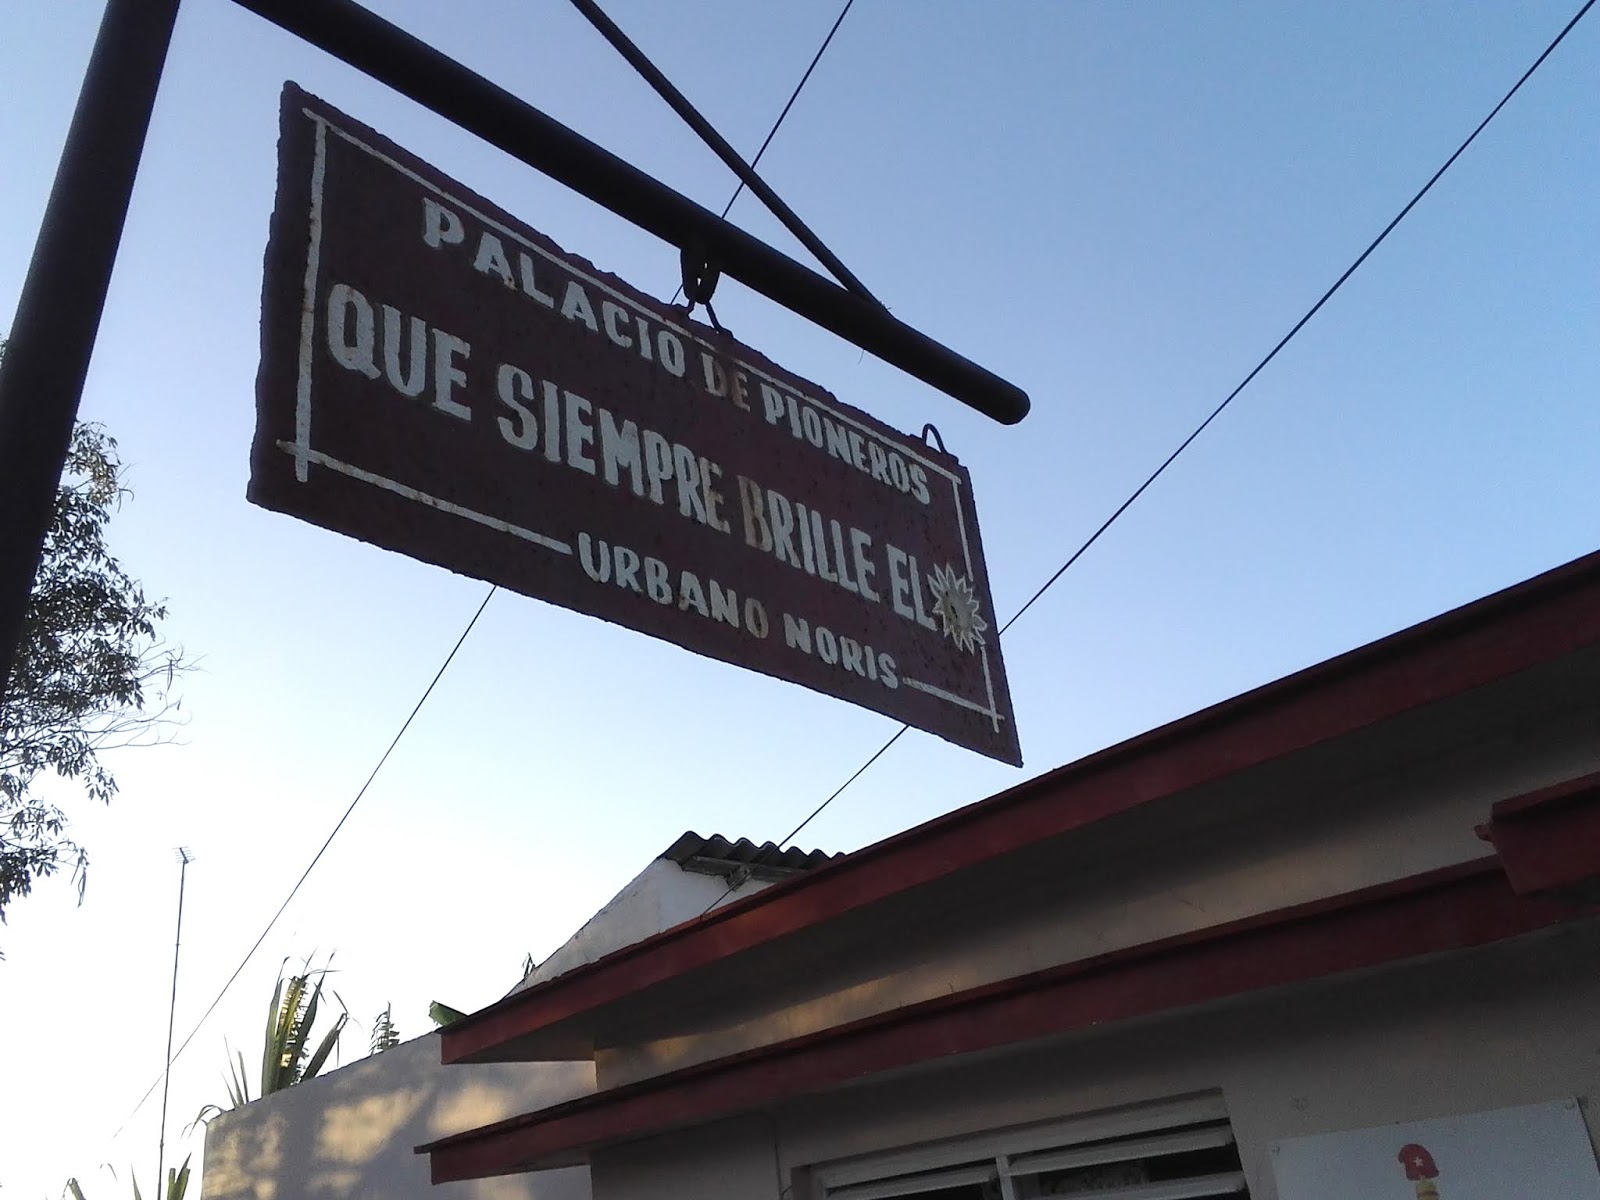 PALACIO DE PIONEROS
QUE SIEMPRE BRILLE EL
URBANO NORIS